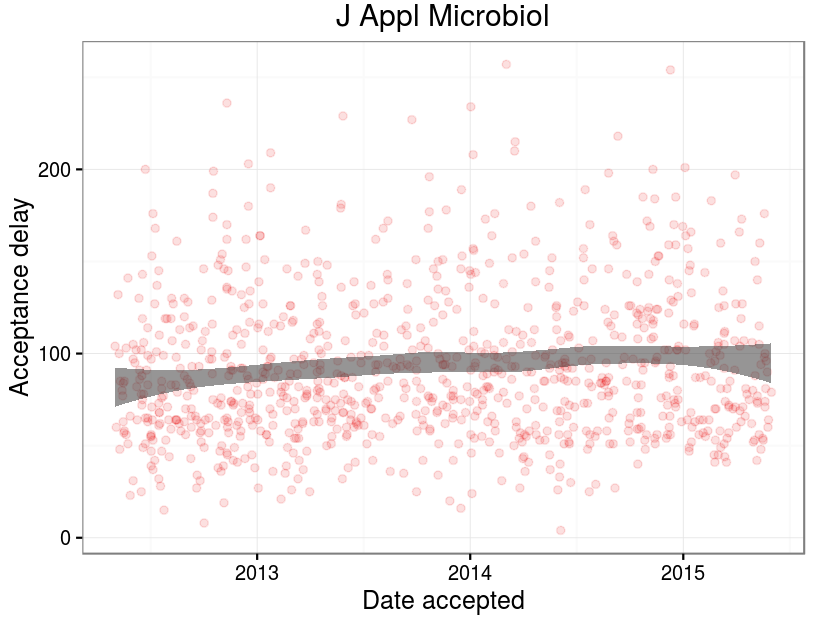 J Appl Microbiol
Acceptance delay
200
100
0
2013 2014 2015
Date accepted